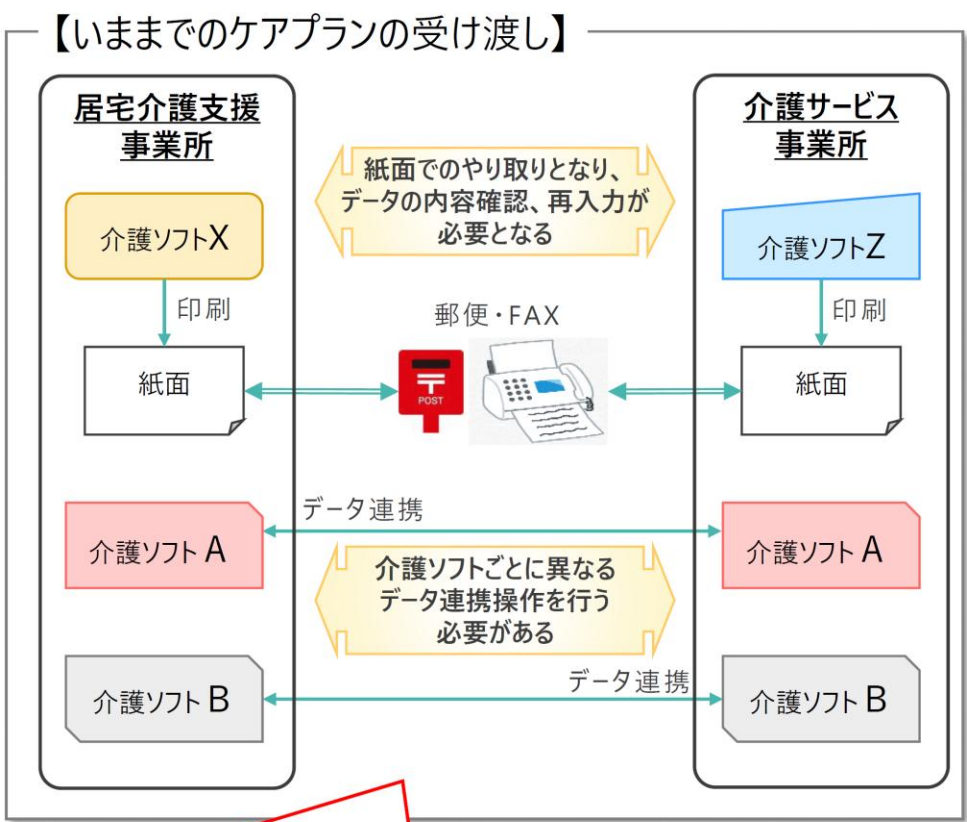 【いままでのケアプランの受け渡し】
居宅介護支援
事業所
介護ソフトX
印刷
紙面
紙面でのやり取りとなり、
データの内容確認、再入力が
必要となる
郵便・FAX
〒
POST
介護サービス
事業所
介護ソフトZ
印刷
紙面
介護ソフト A
データ連携
介護ソフト A
介護ソフトごとに異なる
データ連携操作を行う
必要がある
介護ソフト B
データ連携
介護ソフト B